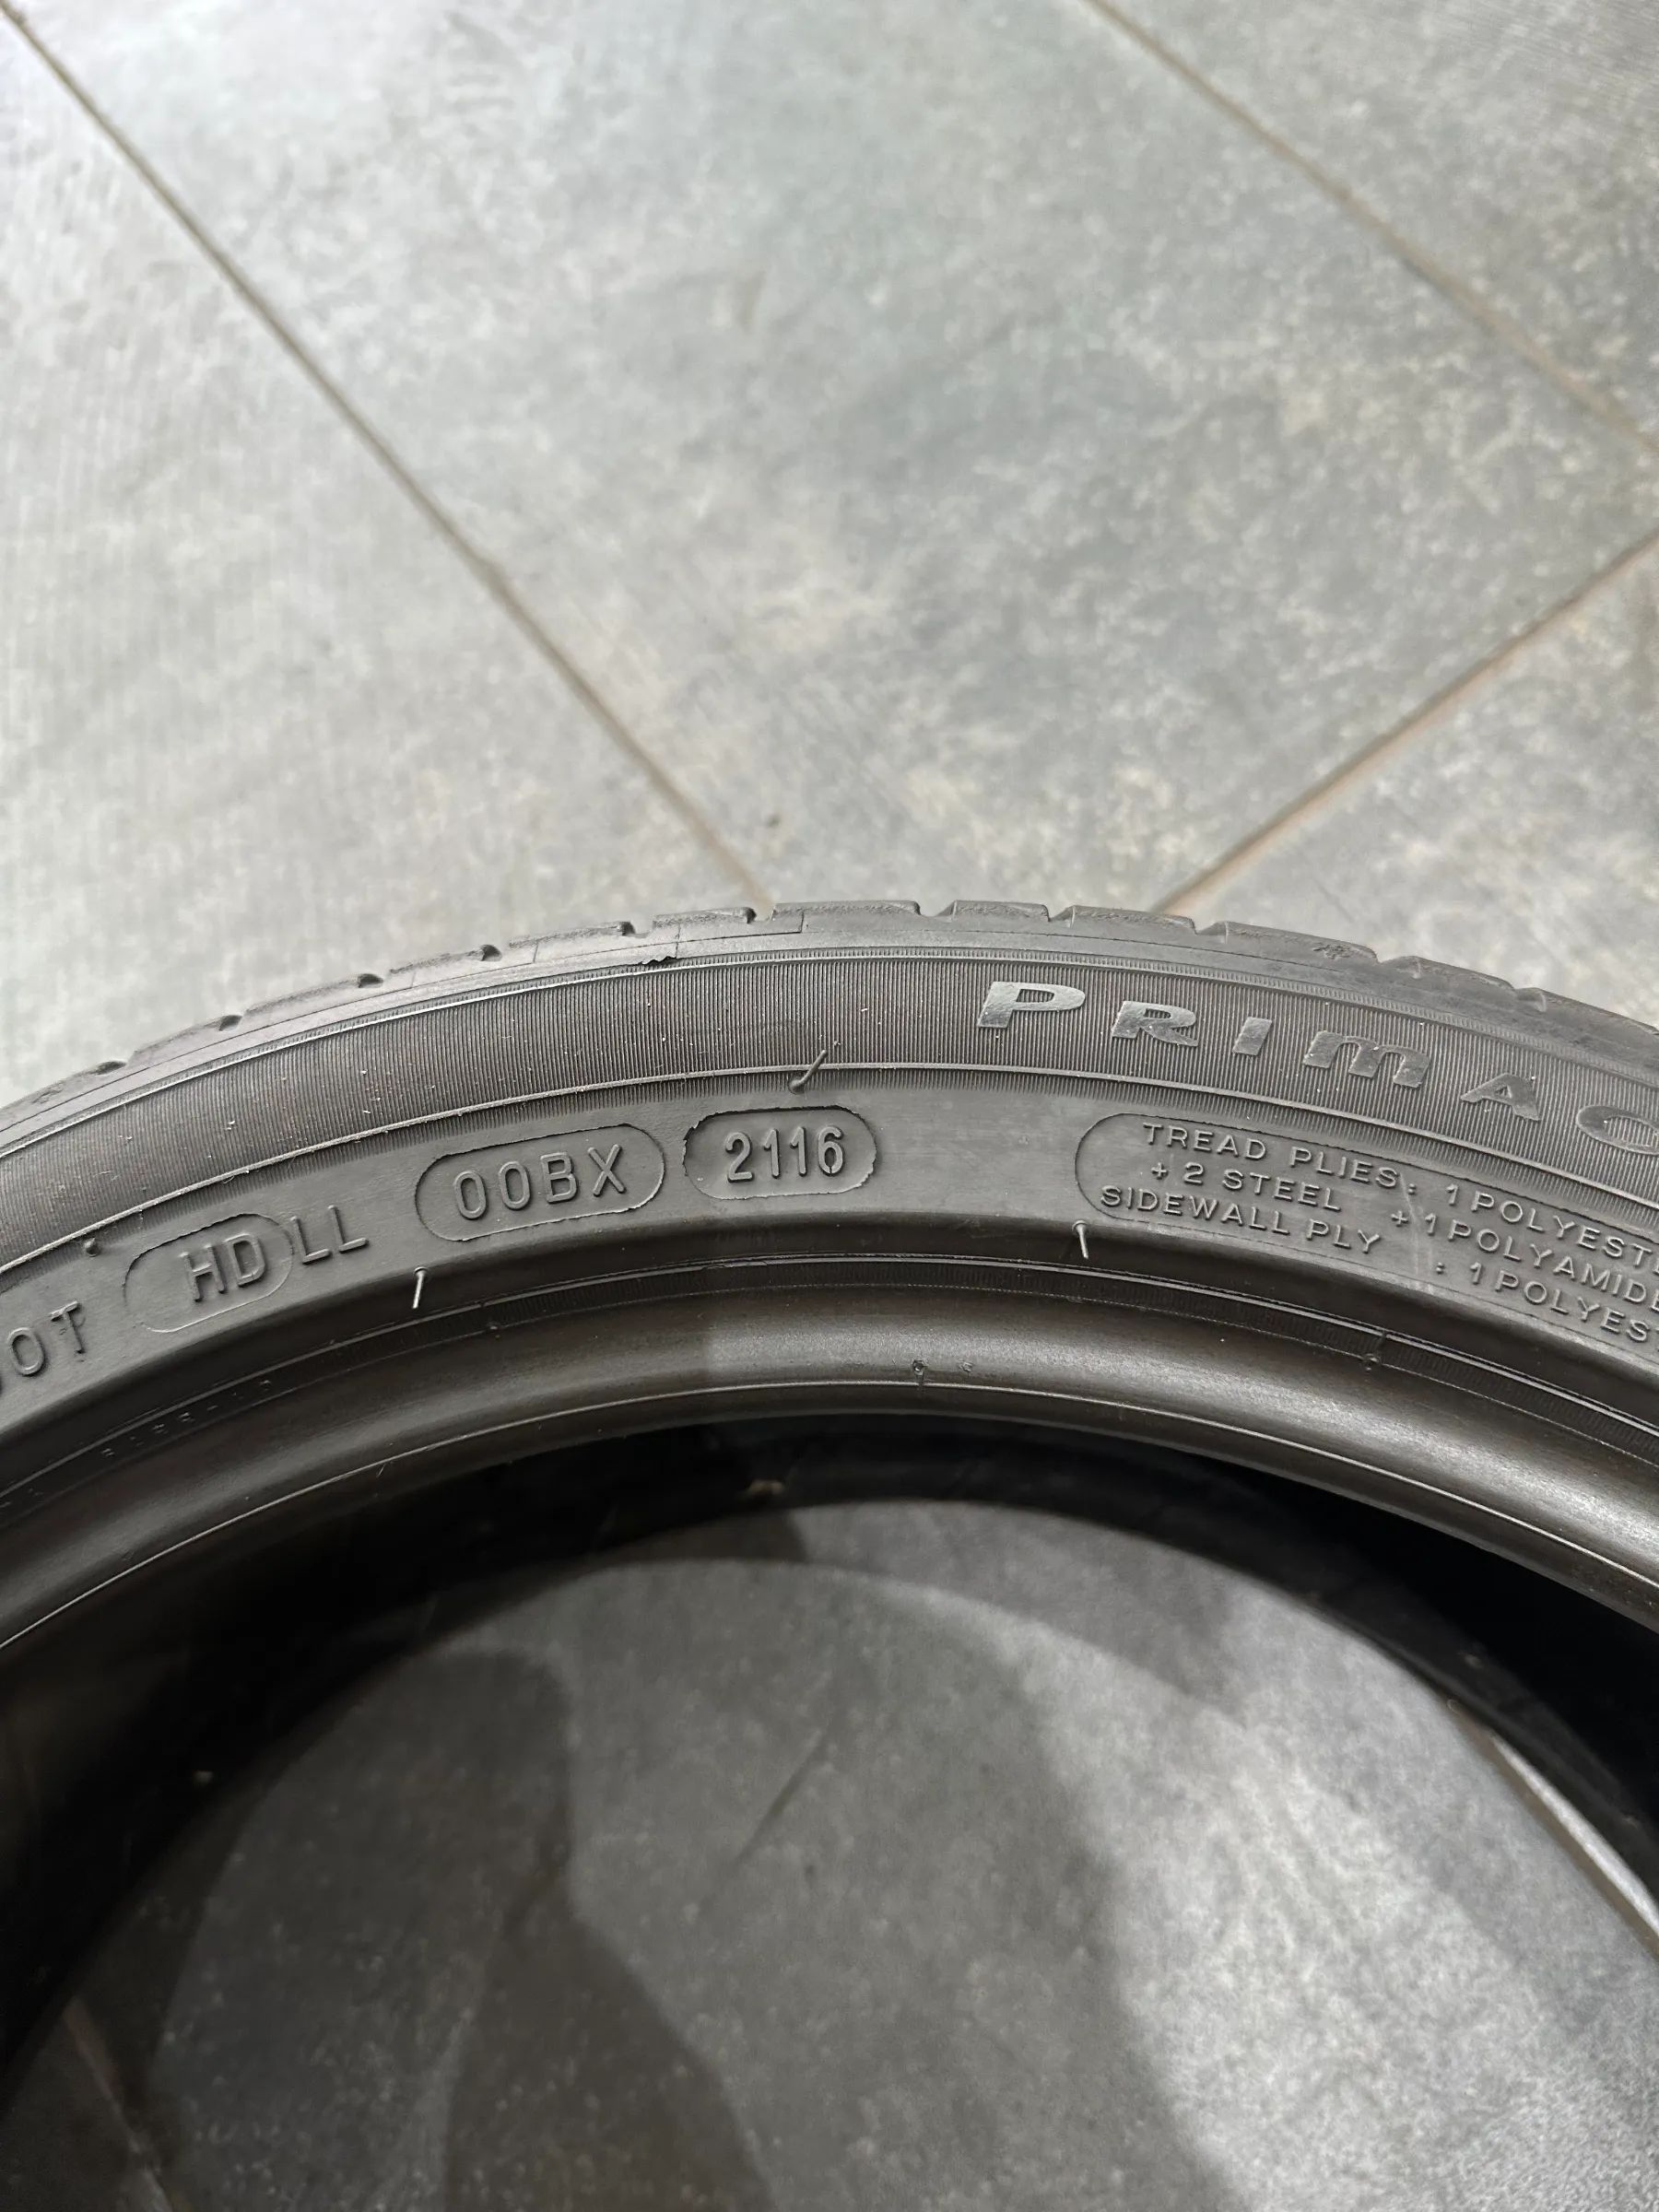 PRIMAC
DOT HD LL 00BX 2116
TREAD PLIES: 1 POLYESTE
+ 2 STEEL + 1 POLYAMIDE
SIDEWALL PLY : 1 POLYEST